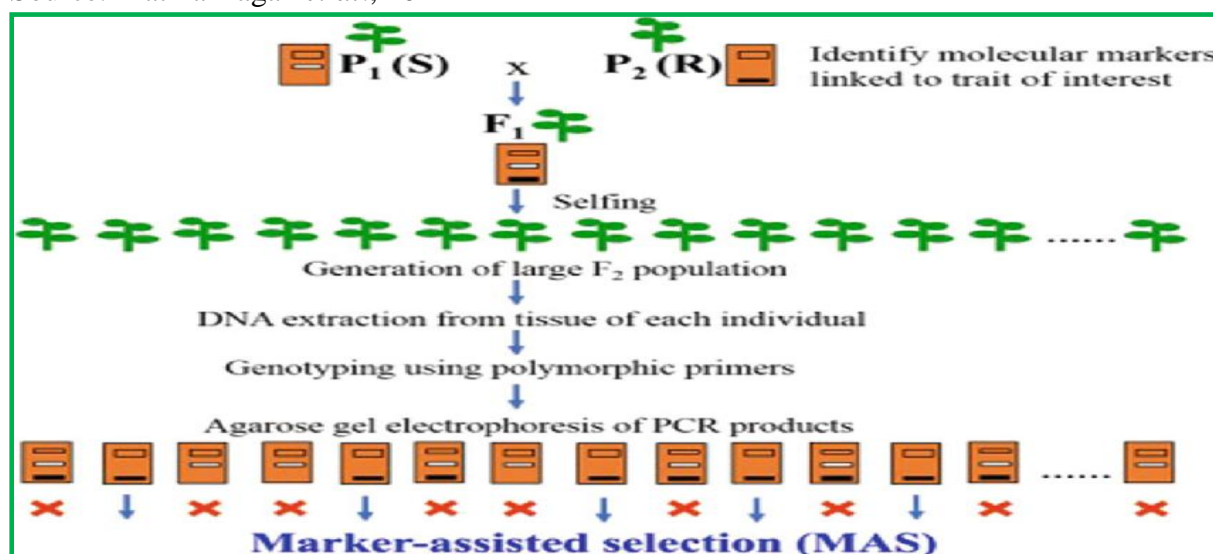 P₁ (S) x P₂ (R) Identify molecular markers
linked to trait of interest
F₁
Selfing
......
Generation of large F₂ population
DNA extraction from tissue of each individual
Genotyping using polymorphic primers
Agarose gel electrophoresis of PCR products
......
Marker-assisted selection (MAS)